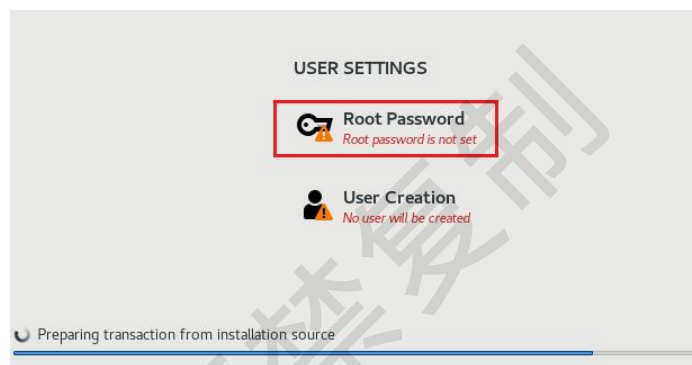 USER SETTINGS
Root Password
Root password is not set
User Creation
No user will be created
Preparing transaction from installation source
禁复制